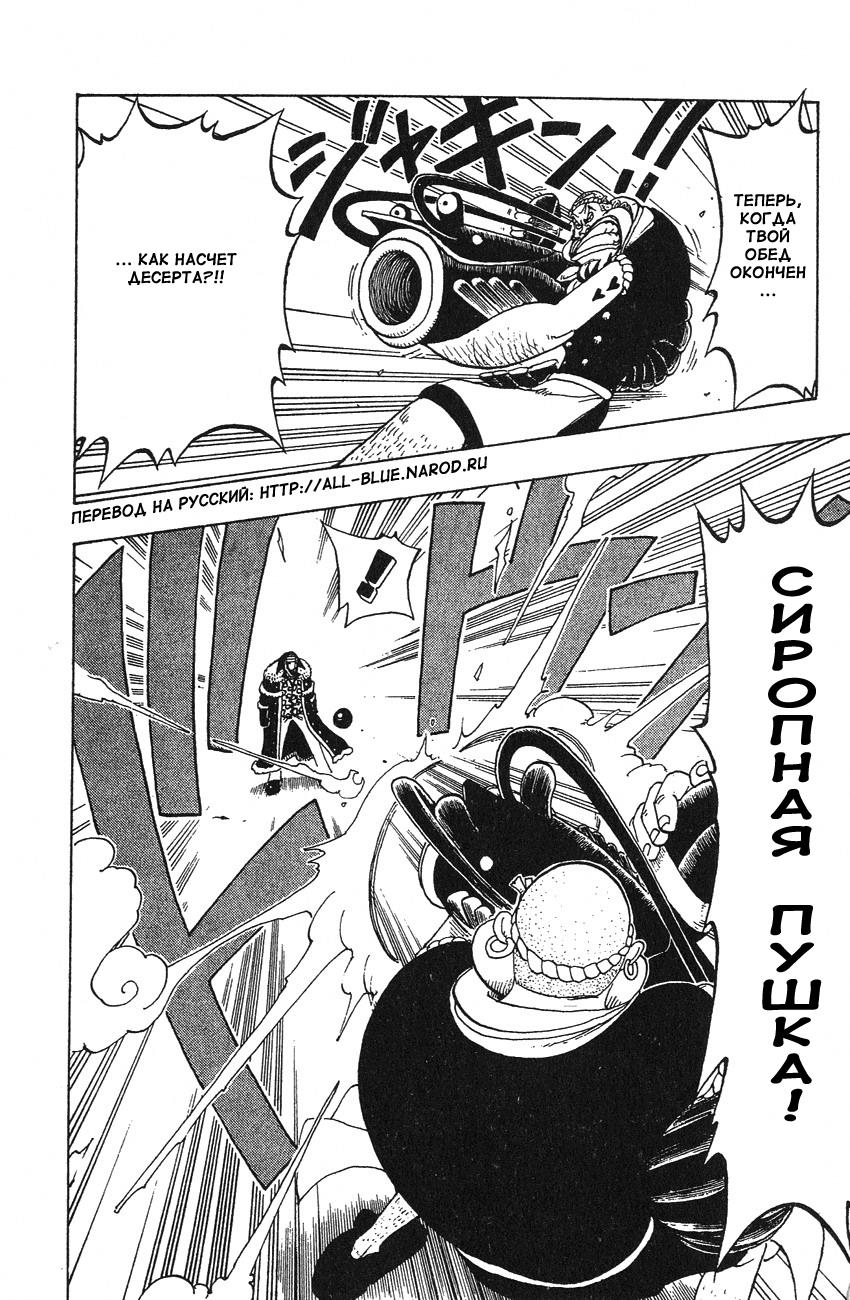 ТЕПЕРЬ,
КОГДА
ТВОЙ
ОБЕД
ОКОНЧЕН
...
ジャキン!!
... КАК НАСЧЕТ
ДЕСЕРТА?!!
ПЕРЕВОД НА РУССКИЙ: HTTP://ALL-BLUE.NAROD.RU
!!
СИРОПНАЯ ПУШКА!